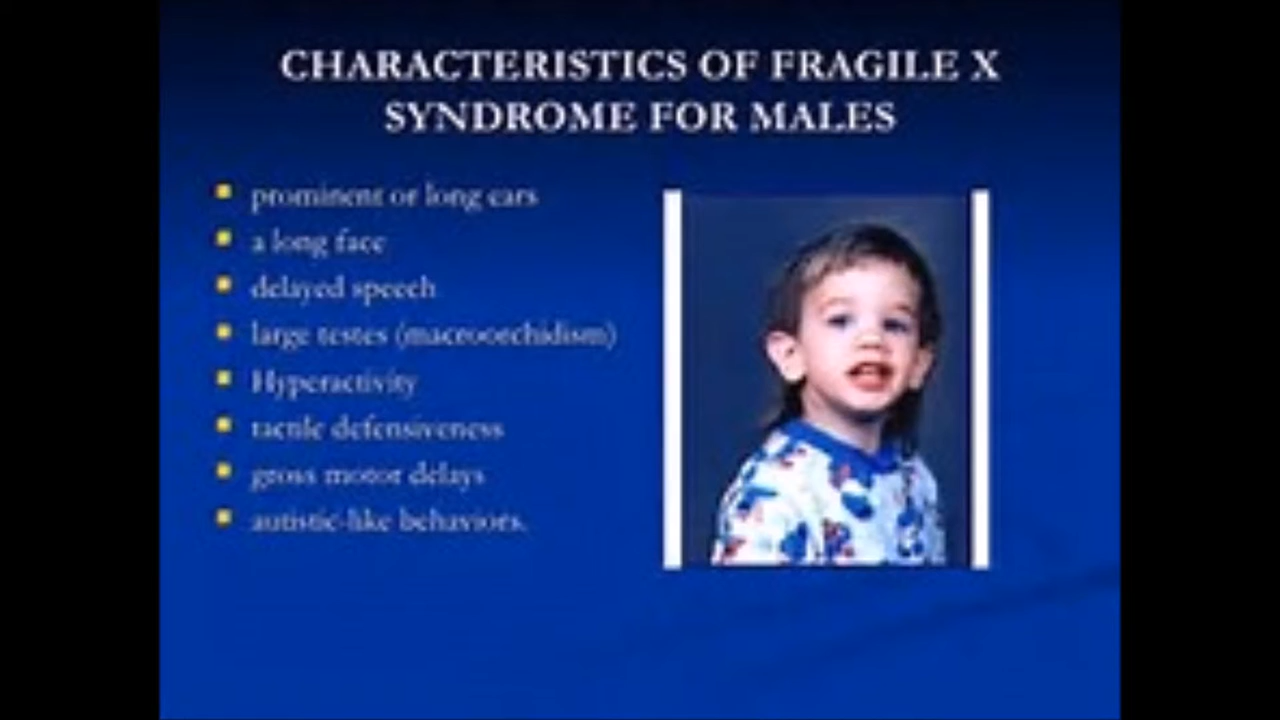 CHARACTERISTICS OF FRAGILE X
SYNDROME FOR MALES
prominent or long ears
a long face
delayed speech
large testes (macroorchidism)
Hyperactivity
tactile defensiveness
gross motor delays
autistic-like behaviors.